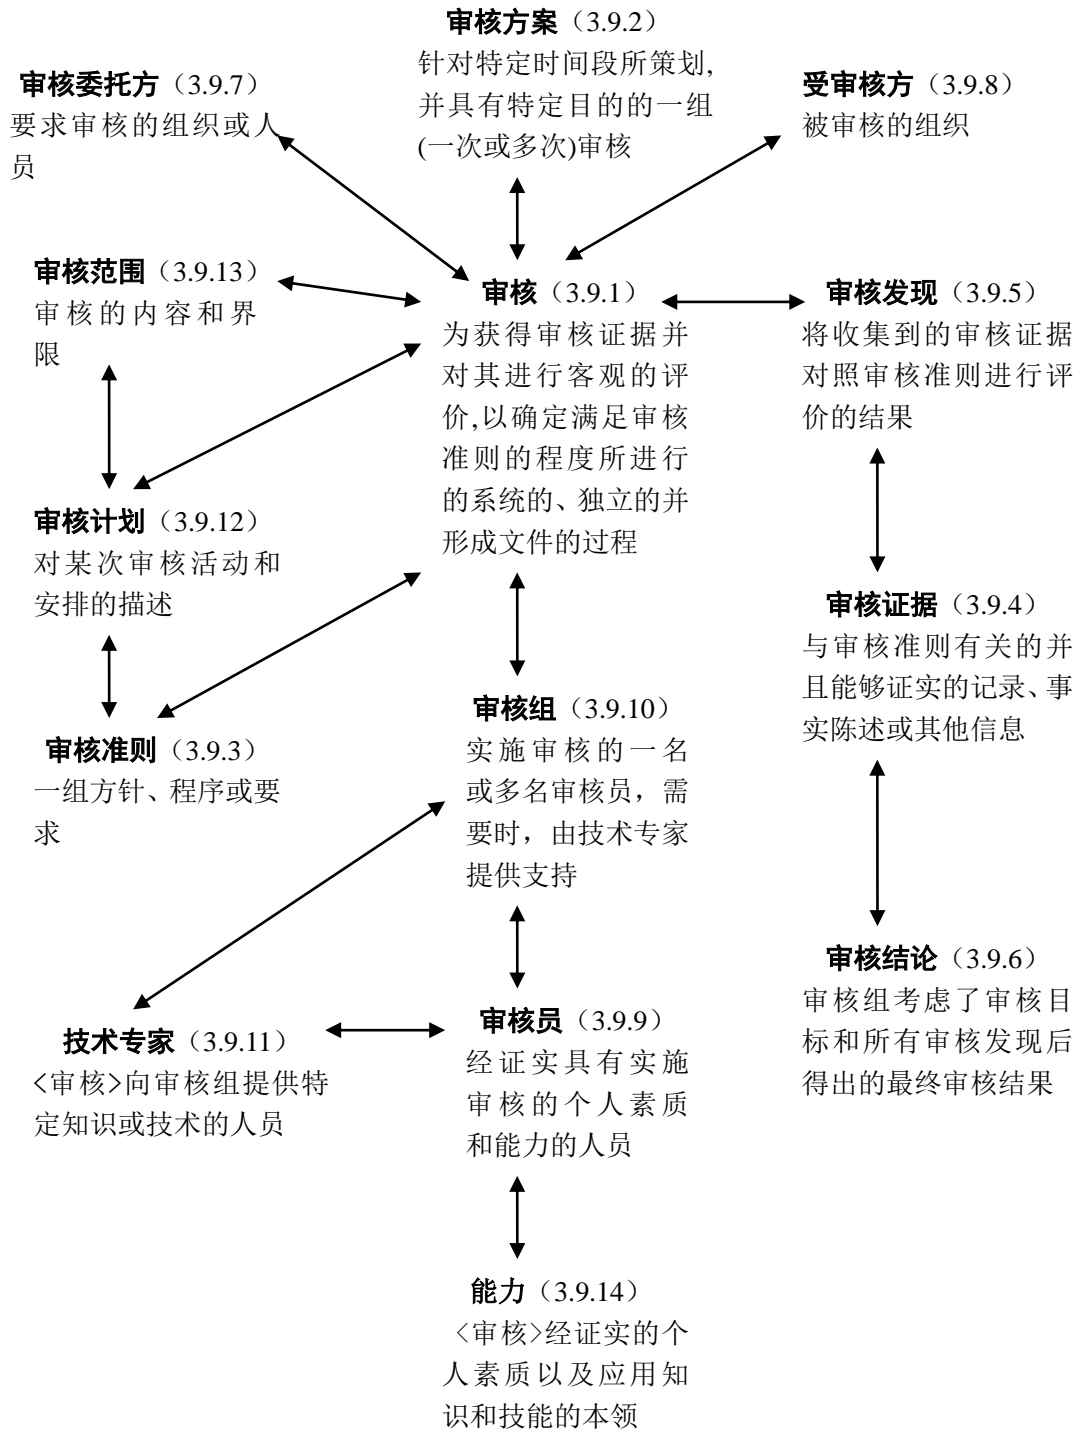 审核方案（3.9.2）
针对特定时间段所策划,
并具有特定目的的一组
(一次或多次)审核
审核委托方（3.9.7）
要求审核的组织或人
员
受审核方（3.9.8）
被审核的组织
审核范围（3.9.13）
审核的内容和界
限
审核（3.9.1）
为获得审核证据并
对其进行客观的评
价,以确定满足审核
准则的程度所进行
的系统的、独立的并
形成文件的过程
审核发现（3.9.5）
将收集到的审核证据
对照审核准则进行评
价的结果
审核计划（3.9.12）
对某次审核活动和
安排的描述
审核证据（3.9.4）
与审核准则有关的并
且能够证实的记录、事
实陈述或其他信息
审核准则（3.9.3）
一组方针、程序或要
求
审核组（3.9.10）
实施审核的一名
或多名审核员，需
要时，由技术专家
提供支持
审核结论（3.9.6）
审核组考虑了审核目
标和所有审核发现后
得出的最终审核结果
技术专家（3.9.11）
<审核>向审核组提供特
定知识或技术的人员
审核员（3.9.9）
经证实具有实施
审核的个人素质
和能力的人员
能力（3.9.14）
<审核>经证实的个
人素质以及应用知
识和技能的本领